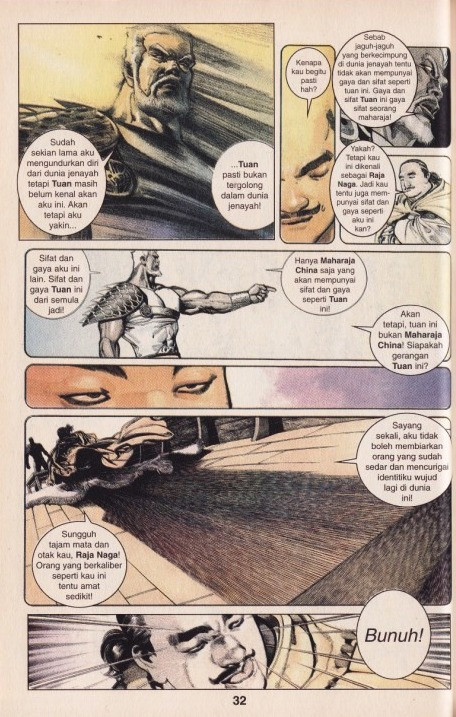 Sudah
sekian lama aku
mengundurkan diri
dari dunia jenayah
tetapi Tuan masih
belum kenal akan
aku ini. Akan
tetapi aku
yakin...
...Tuan
pasti bukan
tergolong
dalam dunia
jenayah!
Kenapa
kau begitu
pasti
hah?
Sebab
jaguh-jaguh
yang berkecimpung
di dunia jenayah tentu
tidak akan mempunyai
gaya dan sifat seperti
tuan ini. Gaya dan
sifat Tuan ini gaya
sifat seorang
maharaja!
Yakah?
Tetapi kau
ini dikenali
sebagai Raja
Naga. Jadi kau
tentu juga mem-
punyai sifat dan
gaya seperti
aku ini
kan?
Sifat dan
gaya aku ini
lain. Sifat dan
gaya Tuan ini
dari semula
jadi!
Hanya Maharaja
China saja yang
akan mempunyai
sifat dan gaya
seperti Tuan
ini!
Akan
tetapi, tuan ini
bukan Maharaja
China! Siapakah
gerangan
Tuan ini?
Sayang
sekali, aku tidak
boleh membiarkan
orang yang sudah
sedar dan mencurigai
identitiku wujud
lagi di dunia
ini!
Sungguh
tajam mata dan
otak kau, Raja Naga!
Orang yang berkaliber
seperti kau ini
tentu amat
sedikit!
Bunuh!
32